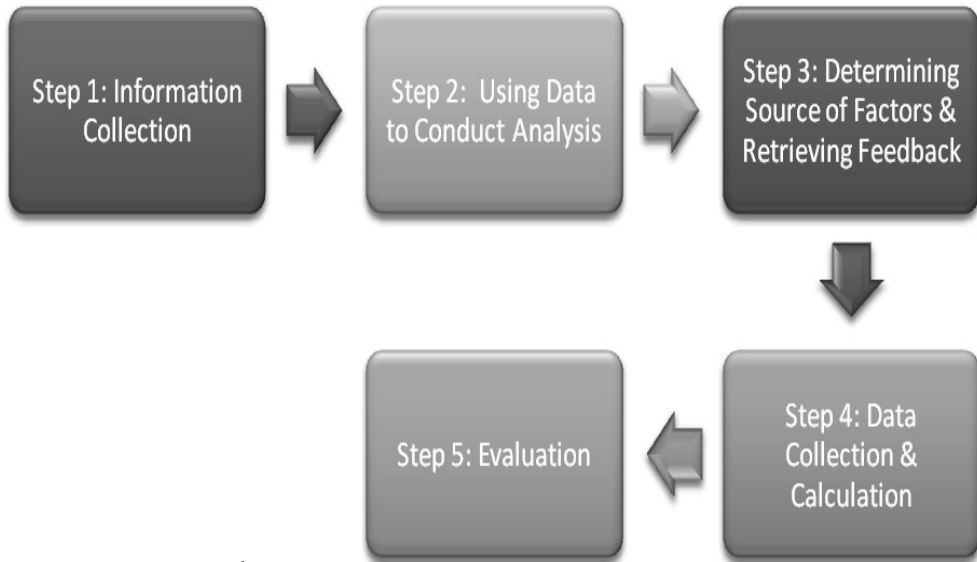 Step 1: Information
Collection
Step 2: Using Data
to Conduct Analysis
Step 3: Determining
Source of Factors &
Retrieving Feedback
Step 4: Data
Collection &
Calculation
Step 5: Evaluation